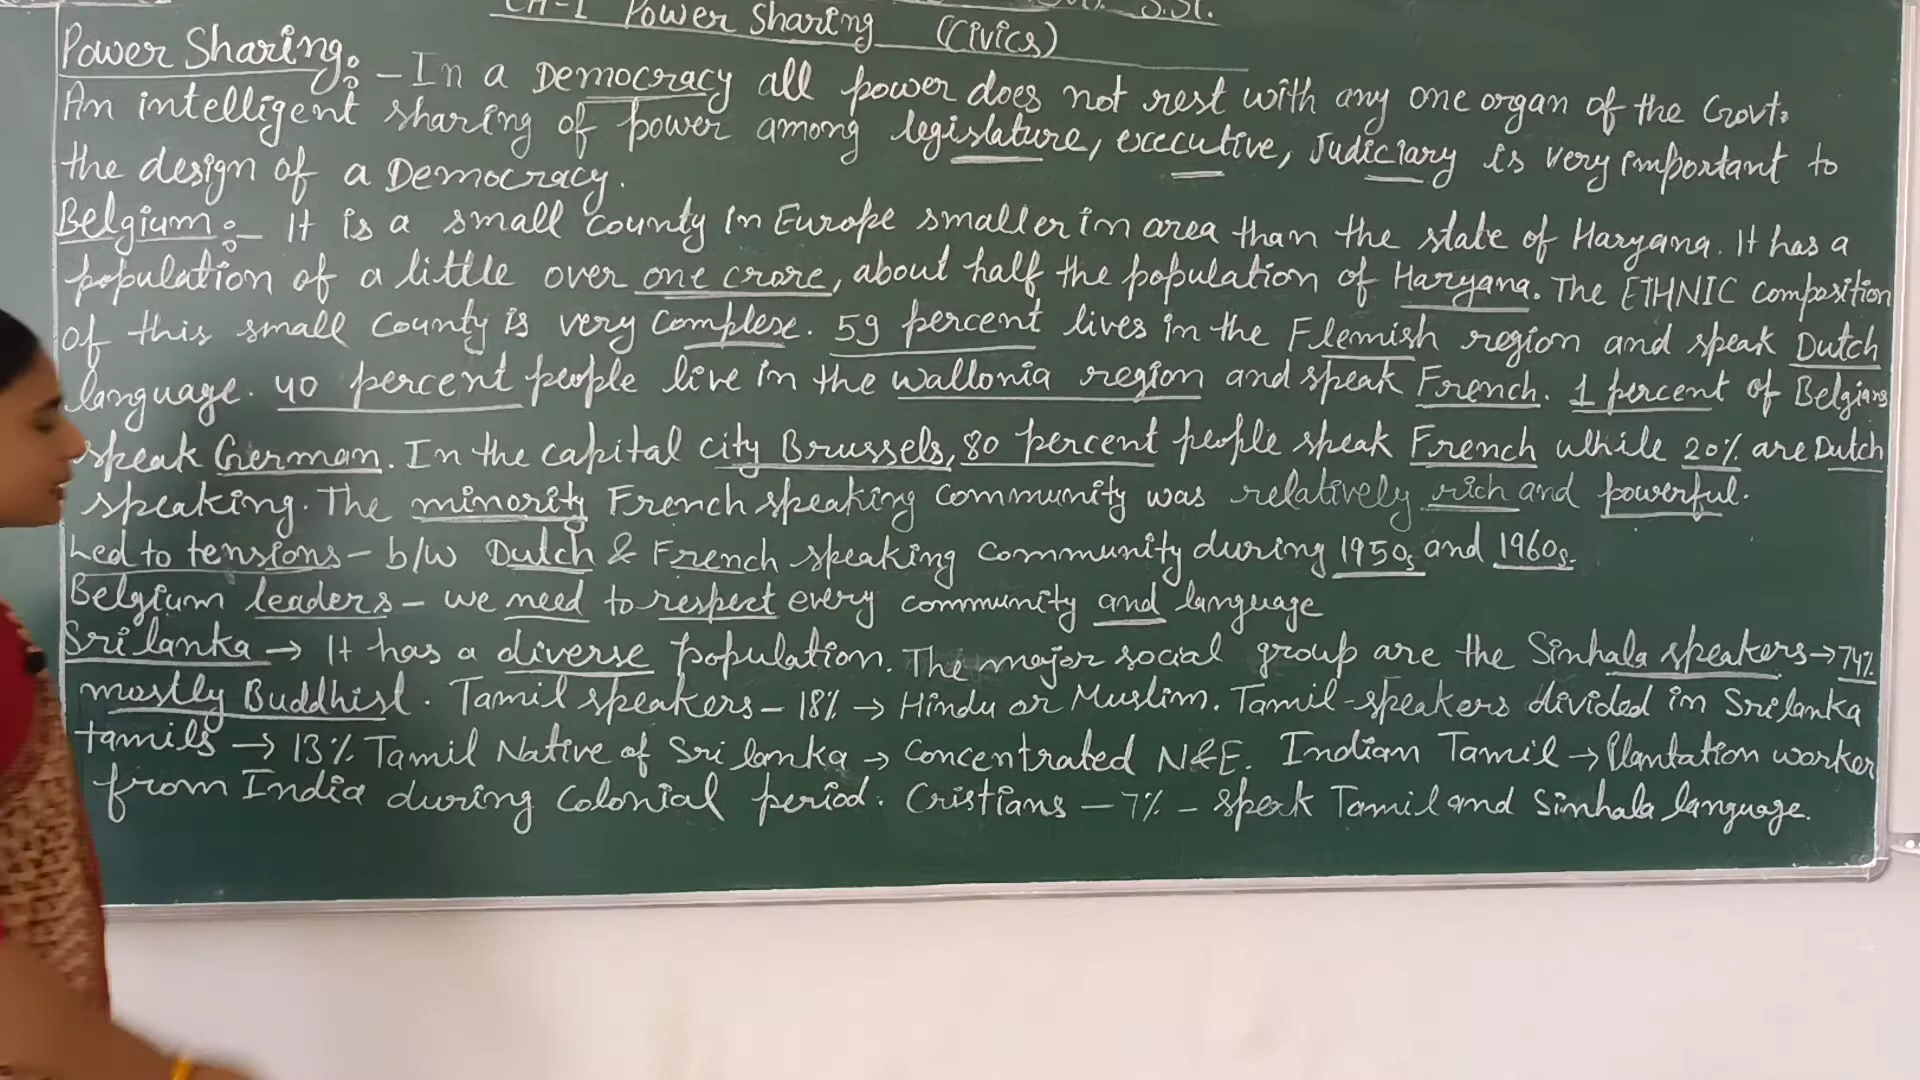 CH-1 Power Sharing (Civics) S.St.
Power Sharing:- In a Democracy all power does not rest with any one organ of the Govt.
An intelligent sharing of power among legislature, executive, Judiciary is very important to
the design of a Democracy.
Belgium:- It is a small county in Europe smaller in area than the state of Haryana. It has a
population of a little over one crore, about half the population of Haryana. The ETHNIC composition
of this small county is very Complex. 59 percent lives in the Flemish region and speak Dutch
language. 40 percent people live in the Wallonia region and speak French. 1 percent of Belgians
speak German. In the capital city Brussels, 80 percent people speak French while 20% are Dutch
speaking. The minority French speaking community was relatively rich and powerful.
Led to tensions - b/w Dutch & French speaking community during 1950s and 1960s.
Belgium leaders - we need to respect every community and language
Sri lanka → It has a diverse population. The major social group are the Sinhala speakers → 74%
mostly Buddhist. Tamil speakers - 18% → Hindu or Muslim. Tamil-speakers divided in Sri lanka
tamils → 13% Tamil Native of Sri lanka → Concentrated N&E. Indian Tamil → Plantation worker
from India during Colonial period. Cristians - 7% - speak Tamil and Sinhala language.